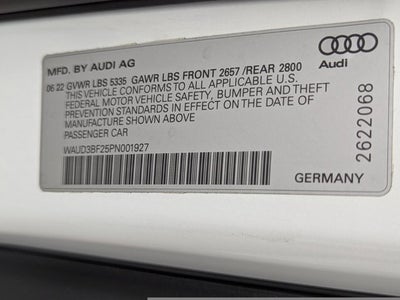 MFD. BY AUDI AG
06 22 GVWR LBS 5335 GAWR LBS FRONT 2657 /REAR 2800
THIS VEHICLE CONFORMS TO ALL APPLICABLE U.S.
FEDERAL MOTOR VEHICLE SAFETY, BUMPER AND THEFT
PREVENTION STANDARDS IN EFFECT ON THE DATE OF
MANUFACTURE SHOWN ABOVE
PASSENGER CAR
WAUD3BF25PN001927
Audi
2622068
GERMANY